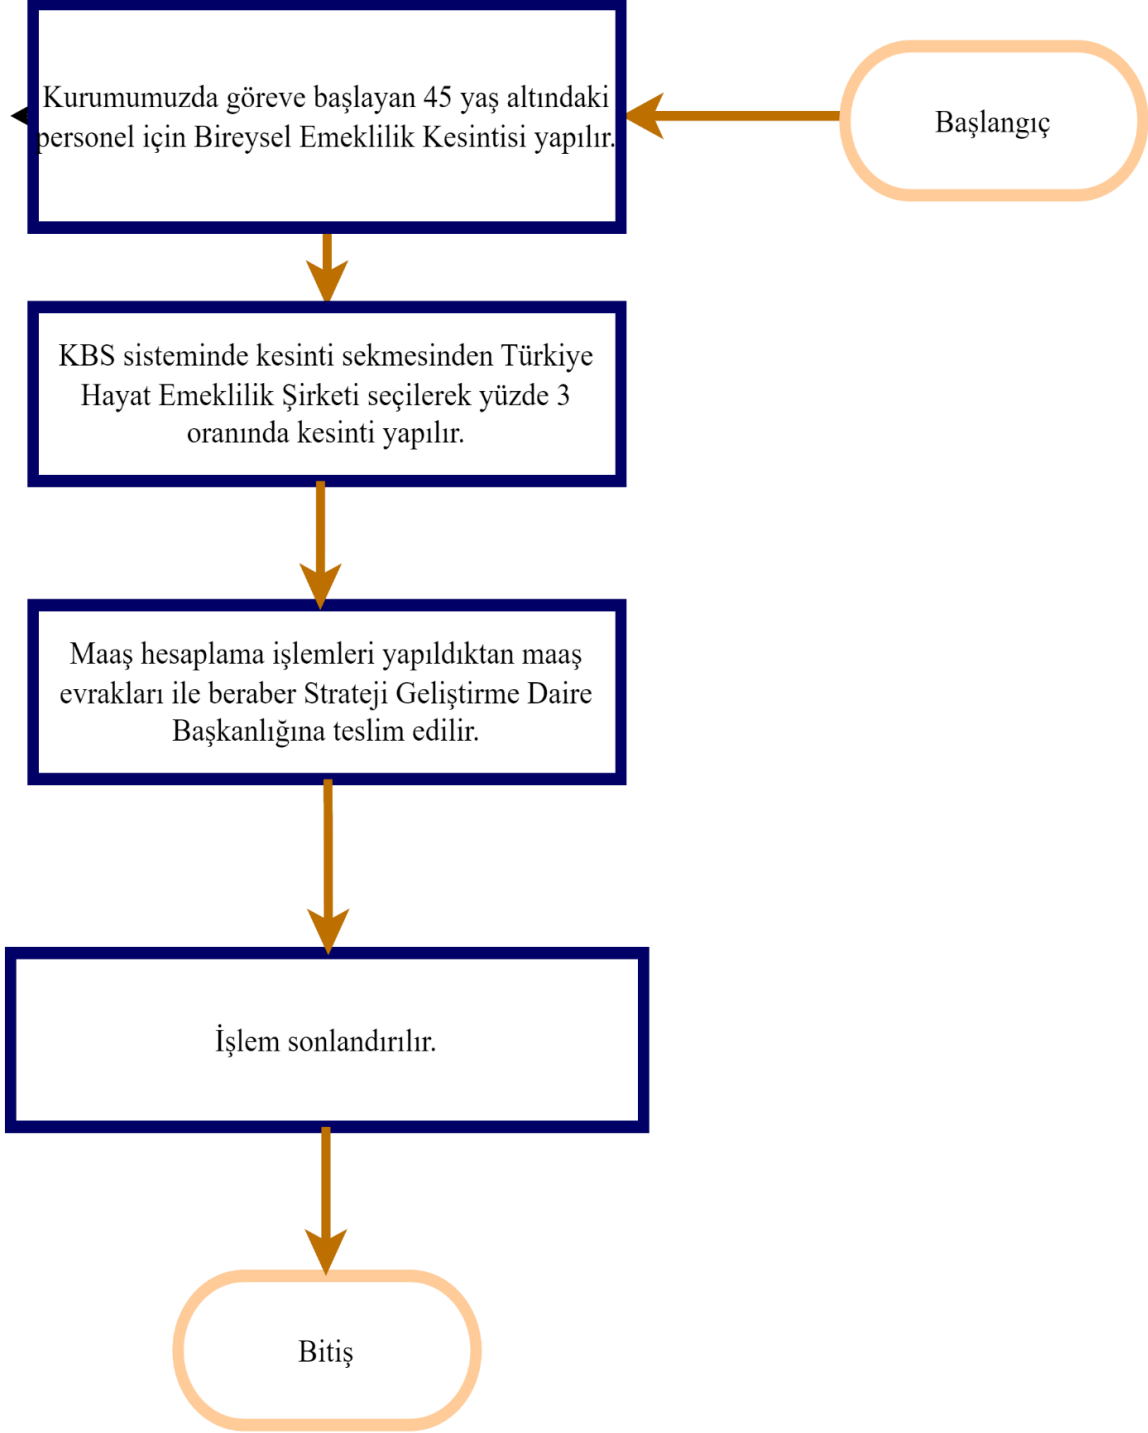 Başlangıç
Kurumumuzda göreve başlayan 45 yaş altındaki
personel için Bireysel Emeklilik Kesintisi yapılır.
KBS sisteminde kesinti sekmesinden Türkiye
Hayat Emeklilik Şirketi seçilerek yüzde 3
oranında kesinti yapılır.
Maaş hesaplama işlemleri yapıldıktan maaş
evrakları ile beraber Strateji Geliştirme Daire
Başkanlığına teslim edilir.
İşlem sonlandırılır.
Bitiş